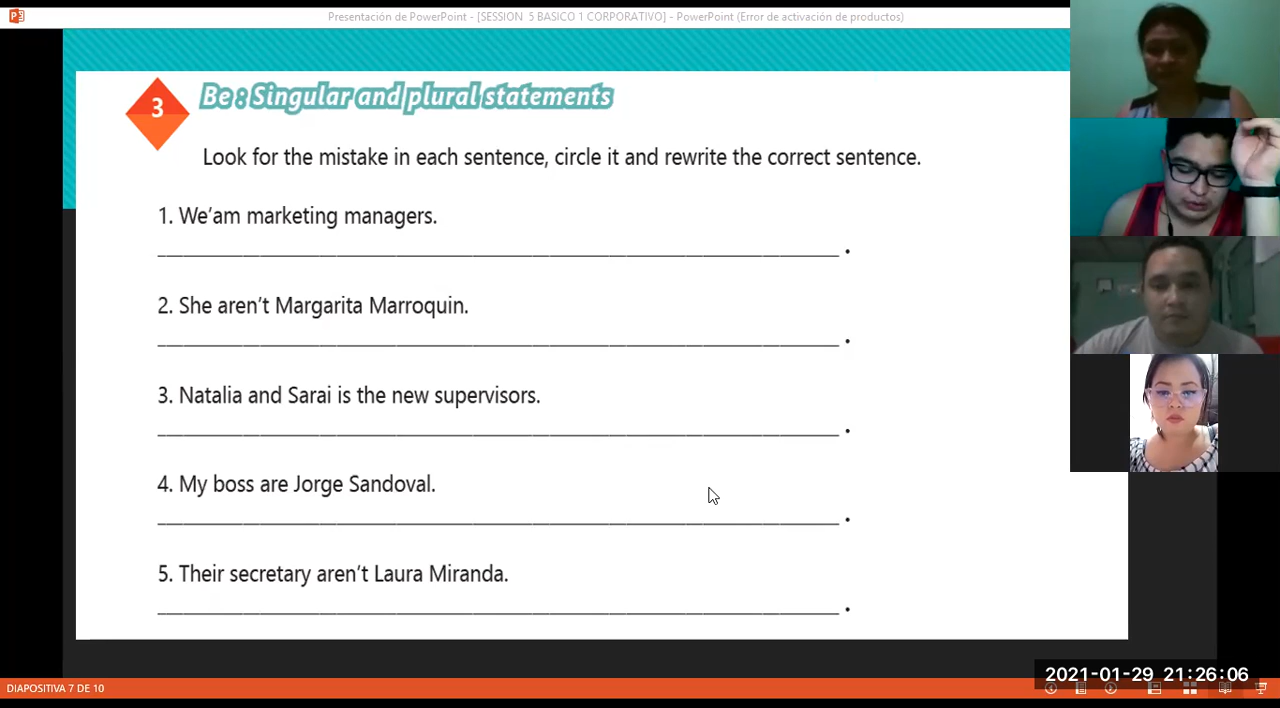 Presentación de PowerPoint - [SESSION 5 BASICO 1 CORPORATIVO] - PowerPoint (Error de activación de productos)
3
Be : Singular and plural statements
Look for the mistake in each sentence, circle it and rewrite the correct sentence.
1. We'am marketing managers.
2. She aren't Margarita Marroquin.
3. Natalia and Sarai is the new supervisors.
4. My boss are Jorge Sandoval.
5. Their secretary aren't Laura Miranda.
2021-01-29 21:26:06
DIAPOSITIVA 7 DE 10